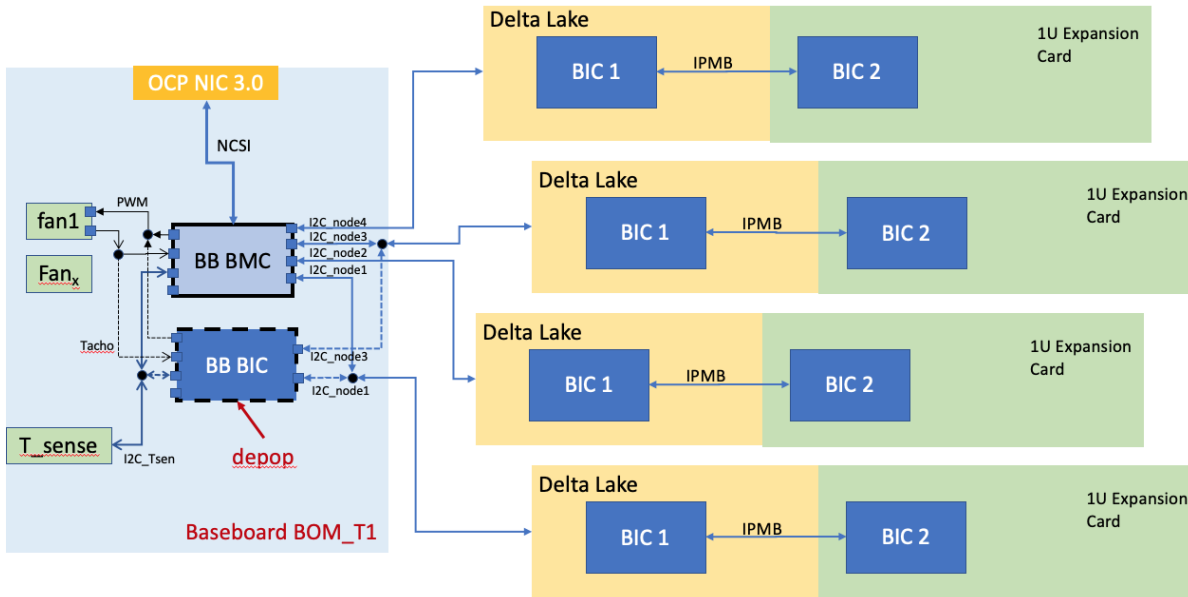 Delta Lake
1U Expansion
Card
BIC 1
IPMB
BIC 2
OCP NIC 3.0
NCSI
Delta Lake
1U Expansion
Card
BIC 1
IPMB
BIC 2
PWM
fan1
Fanx
BB BMC
I2C_node4
I2C_node3
I2C_node2
I2C_node1
Delta Lake
1U Expansion
Card
BIC 1
IPMB
BIC 2
Tacho
BB BIC
I2C_node3
I2C_node1
T_sense
I2C_Tsen
depop
Baseboard BOM_T1
Delta Lake
1U Expansion
Card
BIC 1
IPMB
BIC 2